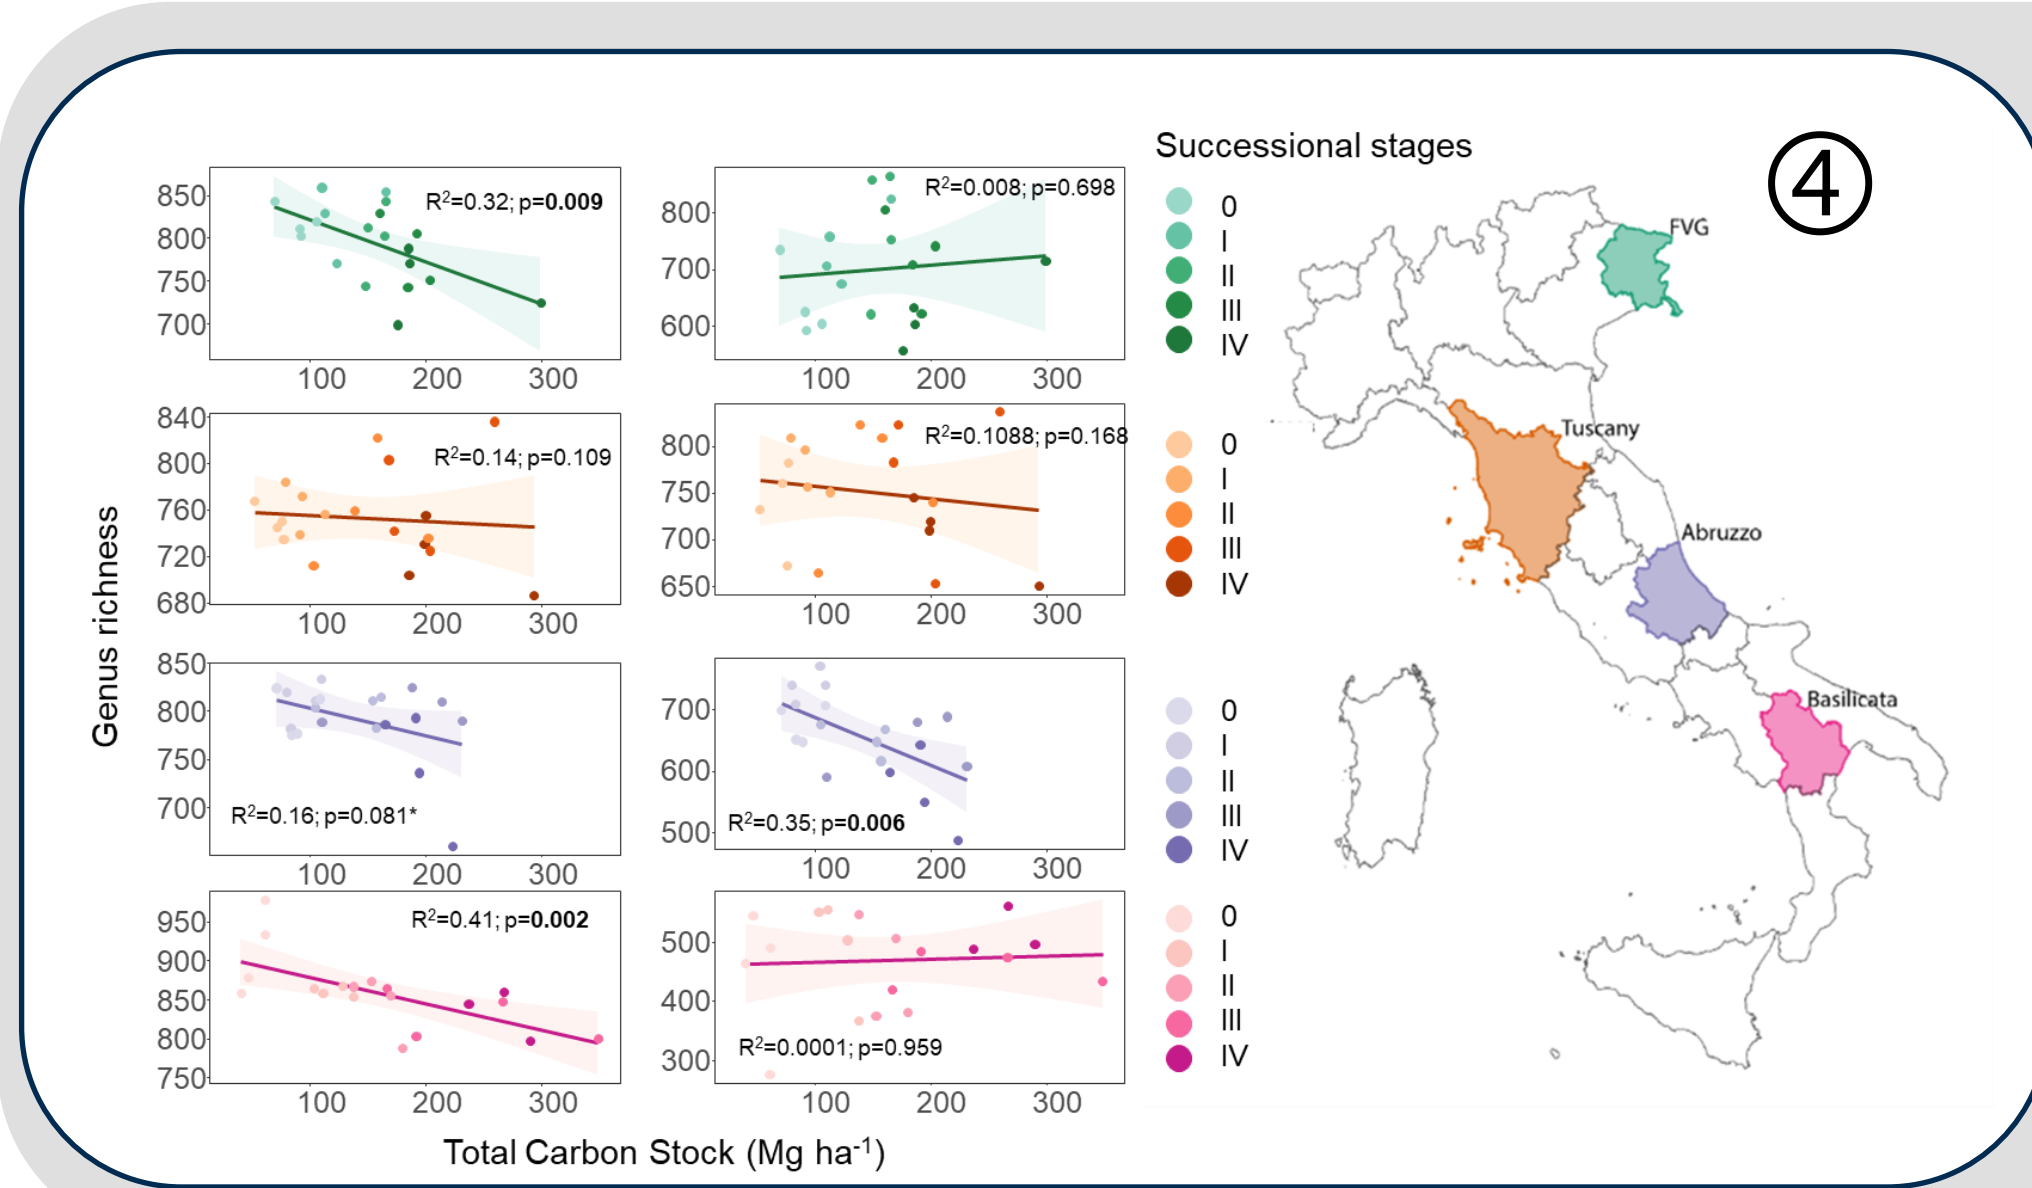 ④
Successional stages
Genus richness
850
800
750
700
R²=0.32; p=0.009
100 200 300
800
700
600
R²=0.008; p=0.698
100 200 300
0
I
II
III
IV
840
800
760
720
680
R²=0.14; p=0.109
100 200 300
800
750
700
650
R²=0.1088; p=0.168
100 200 300
0
I
II
III
IV
850
800
750
700
R²=0.16; p=0.081*
100 200 300
700
600
500
R²=0.35; p=0.006
100 200 300
0
I
II
III
IV
950
900
850
800
750
R²=0.41; p=0.002
100 200 300
500
400
300
R²=0.0001; p=0.959
100 200 300
0
I
II
III
IV
Total Carbon Stock (Mg ha⁻¹)
FVG
Tuscany
Abruzzo
Basilicata